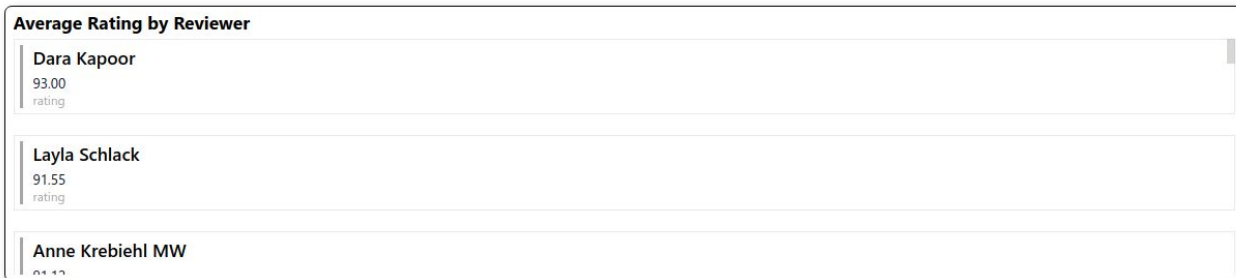 Average Rating by Reviewer
Dara Kapoor
93.00
rating
Layla Schlack
91.55
rating
Anne Krebiehl MW